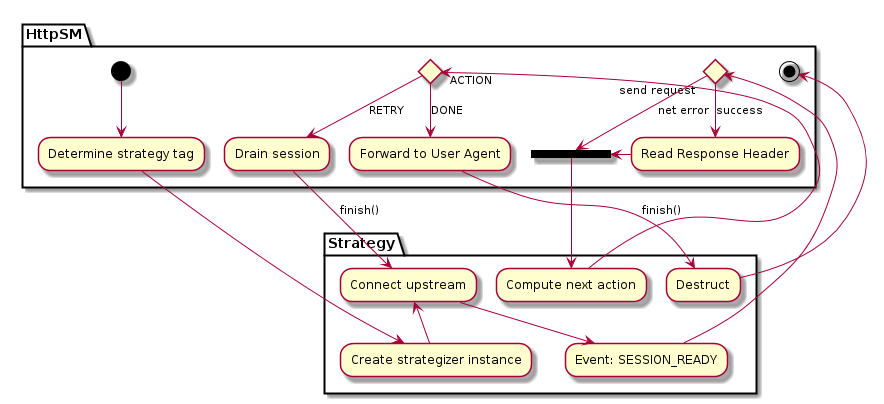 HttpSM
ACTION
send request
RETRY
DONE
net error
success
Determine strategy tag
Drain session
Forward to User Agent
Read Response Header
finish()
finish()
Strategy
Connect upstream
Compute next action
Destruct
Create strategizer instance
Event: SESSION_READY